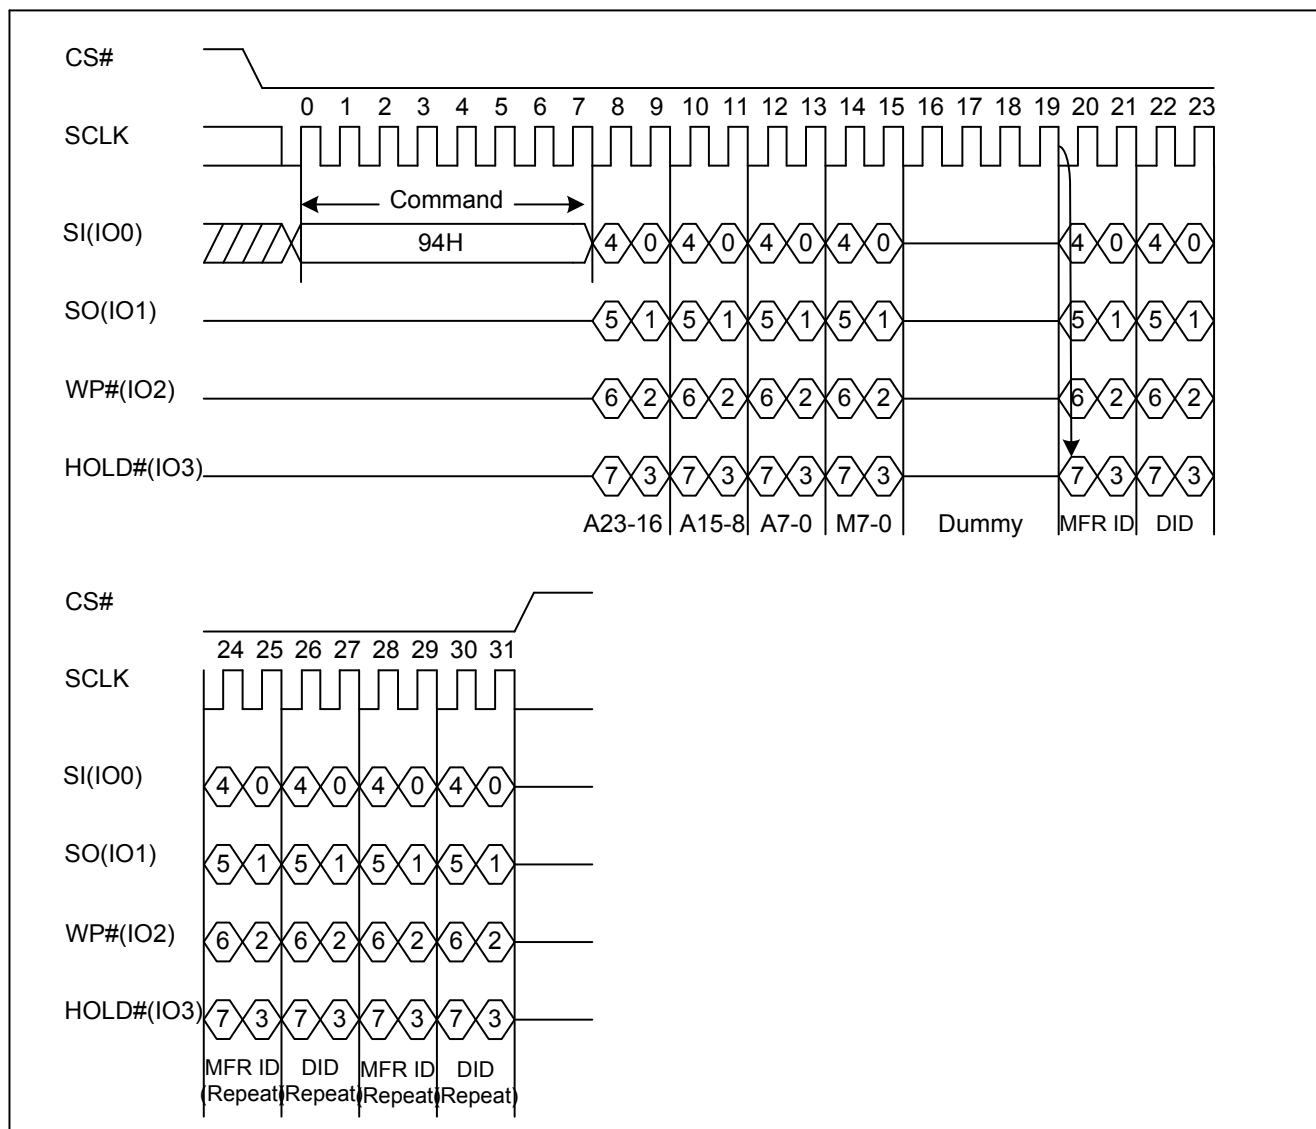 CS#
0 1 2 3 4 5 6 7 8 9 10 11 12 13 14 15 16 17 18 19 20 21 22 23
SCLK
Command
SI(IO0) 94H 4 0 4 0 4 0 4 0 4 0 4 0
SO(IO1) 5 1 5 1 5 1 5 1 5 1 5 1
WP#(IO2) 6 2 6 2 6 2 6 2 6 2 6 2
HOLD#(IO3) 7 3 7 3 7 3 7 3 7 3 7 3
A23-16 A15-8 A7-0 M7-0 Dummy MFR ID DID
CS#
24 25 26 27 28 29 30 31
SCLK
SI(IO0) 4 0 4 0 4 0 4 0
SO(IO1) 5 1 5 1 5 1 5 1
WP#(IO2) 6 2 6 2 6 2 6 2
HOLD#(IO3) 7 3 7 3 7 3 7 3
MFR ID DID MFR ID DID
(Repeat) (Repeat) (Repeat) (Repeat)